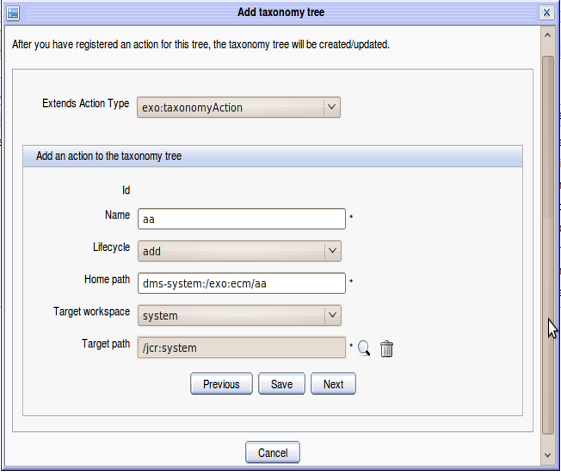 Add taxonomy tree
After you have registered an action for this tree, the taxonomy tree will be created/updated.
Extends Action Type exo:taxonomyAction
Add an action to the taxonomy tree
Id
Name aa *
Lifecycle add
Home path dms-system:/exo:ecm/aa *
Target workspace system
Target path /jcr:system *
Previous Save Next
Cancel